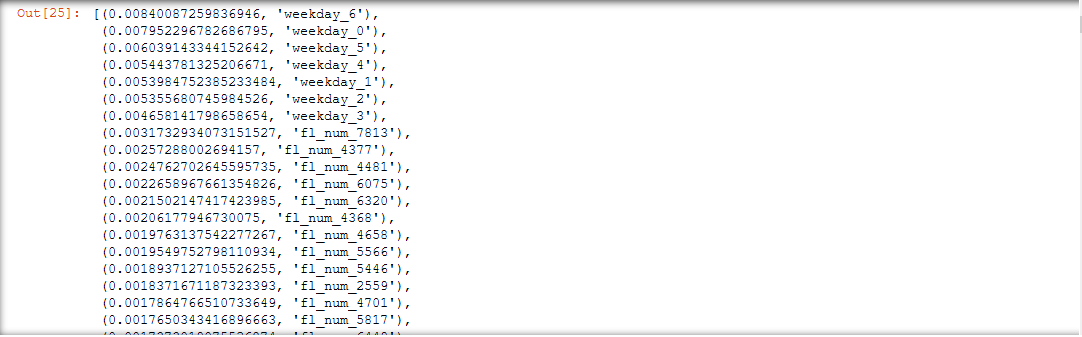 Out[25]: [(0.00840087259836946, 'weekday_6'),
(0.007952296782686795, 'weekday_0'),
(0.006039143344152642, 'weekday_5'),
(0.005443781325206671, 'weekday_4'),
(0.0053984752385233484, 'weekday_1'),
(0.005355680745984526, 'weekday_2'),
(0.004658141798658654, 'weekday_3'),
(0.0031732934073151527, 'fl_num_7813'),
(0.00257288002694157, 'fl_num_4377'),
(0.0024762702645595735, 'fl_num_4481'),
(0.0022658967661354826, 'fl_num_6075'),
(0.0021502147417423985, 'fl_num_6320'),
(0.00206177946730075, 'fl_num_4368'),
(0.0019763137542277267, 'fl_num_4658'),
(0.0019549752798110934, 'fl_num_5566'),
(0.0018937127105526255, 'fl_num_5446'),
(0.0018371671187323393, 'fl_num_2559'),
(0.0017864766510733649, 'fl_num_4701'),
(0.0017650343416896663, 'fl_num_5817'),